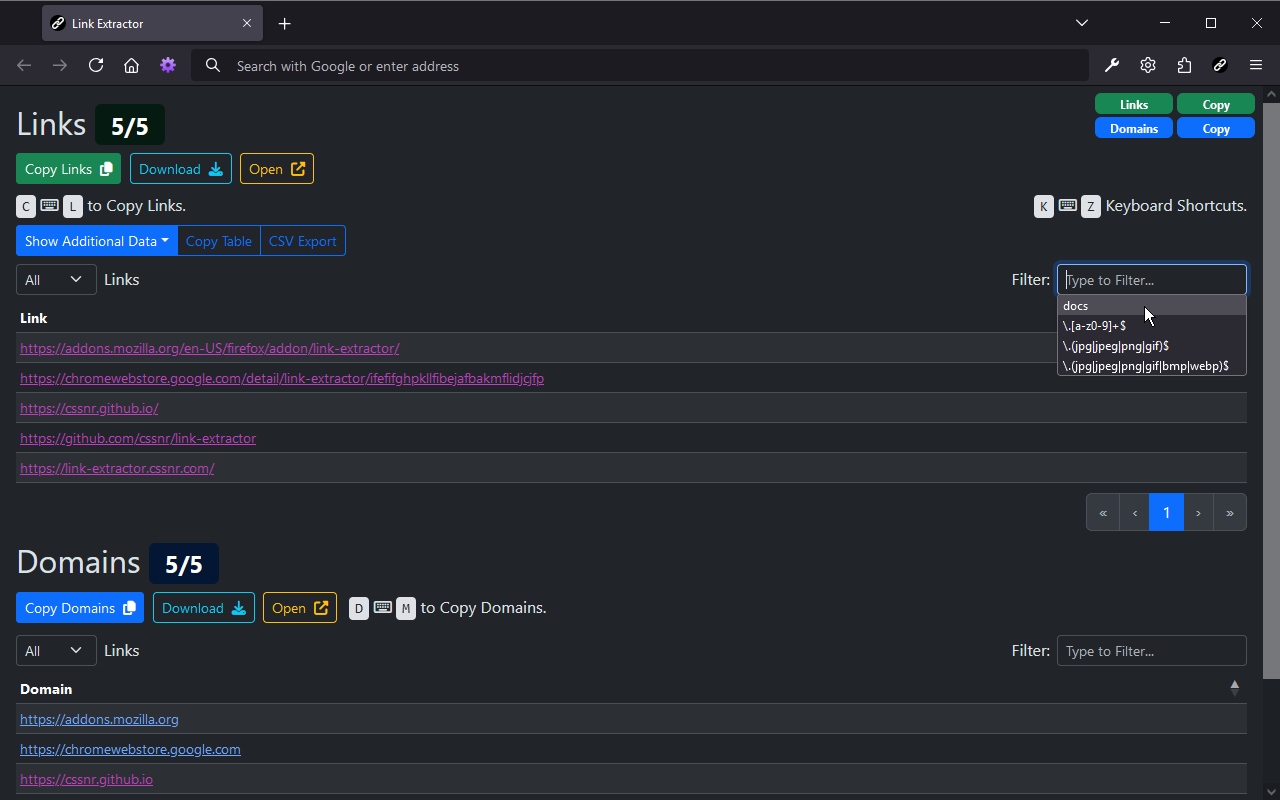 Link Extractor
Search with Google or enter address
Links 5/5
Links Copy
Domains Copy
Copy Links Download Open
C L to Copy Links.
K Z Keyboard Shortcuts.
Show Additional Data Copy Table CSV Export
All Links
Filter: Type to Filter...
docs
\.[a-z0-9]+$
\.(jpg|jpeg|png|gif)$
\.(jpg|jpeg|png|gif|bmp|webp)$
Link
https://addons.mozilla.org/en-US/firefox/addon/link-extractor/
https://chromewebstore.google.com/detail/link-extractor/ifefifghpkllfibejafbakmflidjcjfp
https://cssnr.github.io/
https://github.com/cssnr/link-extractor
https://link-extractor.cssnr.com/
« ‹ 1 › »
Domains 5/5
Copy Domains Download Open D M to Copy Domains.
All Links
Filter: Type to Filter...
Domain
https://addons.mozilla.org
https://chromewebstore.google.com
https://cssnr.github.io